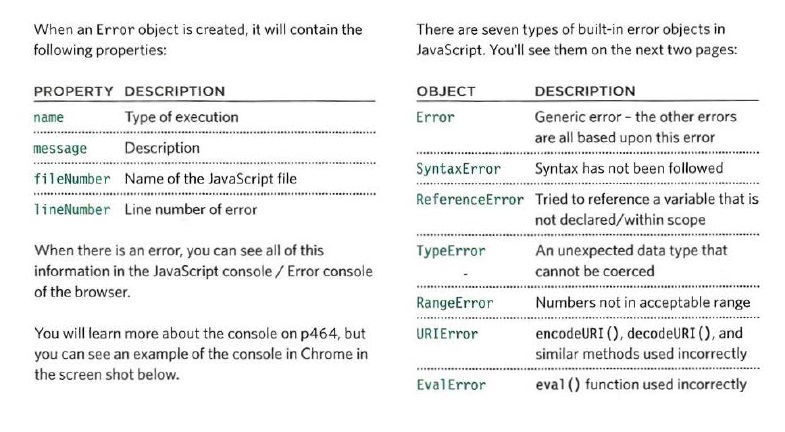 When an Error object is created, it will contain the
following properties:
PROPERTY DESCRIPTION
name Type of execution
message Description
fileNumber Name of the JavaScript file
lineNumber Line number of error
When there is an error, you can see all of this
information in the JavaScript console / Error console
of the browser.
You will learn more about the console on p464, but
you can see an example of the console in Chrome in
the screen shot below.
There are seven types of built-in error objects in
JavaScript. You'll see them on the next two pages:
OBJECT DESCRIPTION
Error Generic error – the other errors
are all based upon this error
SyntaxError Syntax has not been followed
ReferenceError Tried to reference a variable that is
not declared/within scope
TypeError An unexpected data type that
cannot be coerced
RangeError Numbers not in acceptable range
URIError encodeURI(), decodeURI(), and
similar methods used incorrectly
EvalError eval() function used incorrectly